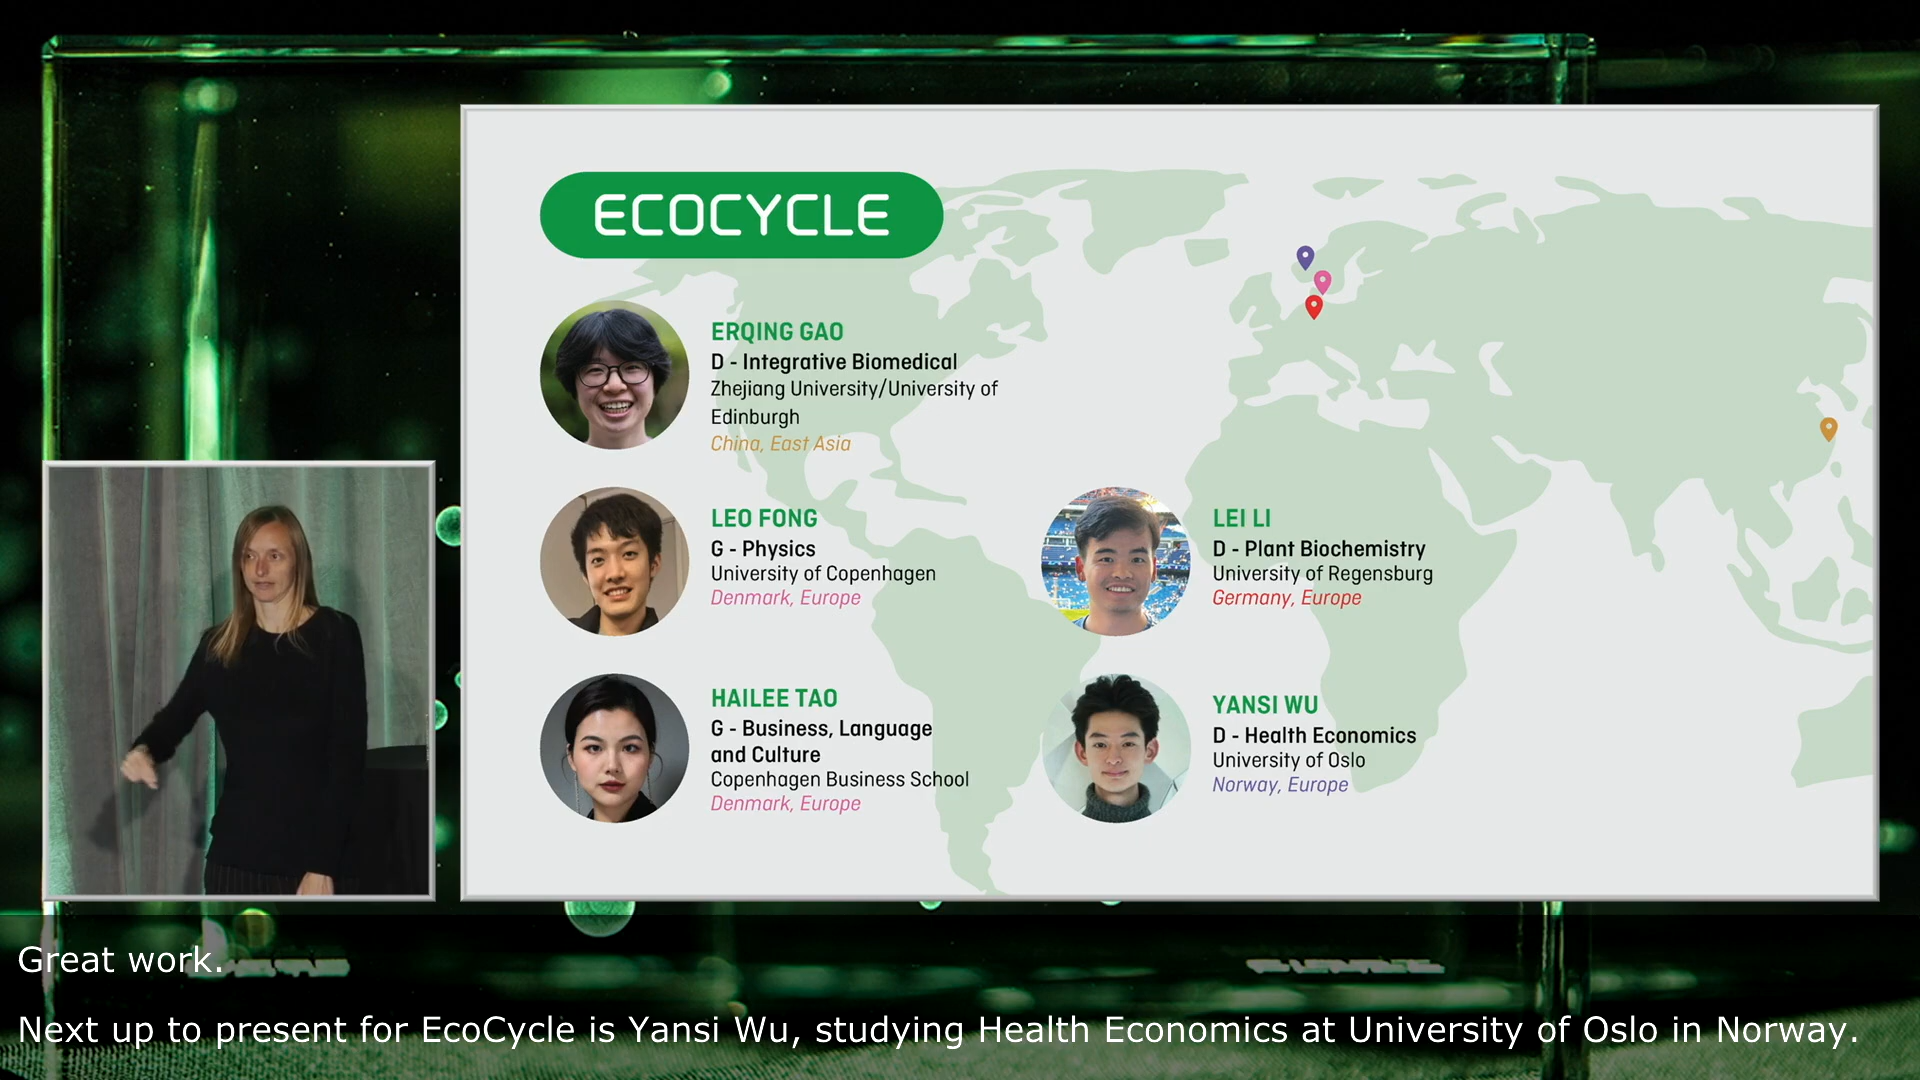 ECOCYCLE
ERQING GAO
D - Integrative Biomedical
Zhejiang University/University of
Edinburgh
China, East Asia
LEO FONG
G - Physics
University of Copenhagen
Denmark, Europe
LEI LI
D - Plant Biochemistry
University of Regensburg
Germany, Europe
HAILEE TAO
G - Business, Language
and Culture
Copenhagen Business School
Denmark, Europe
YANSI WU
D - Health Economics
University of Oslo
Norway, Europe
Great work.
Next up to present for EcoCycle is Yansi Wu, studying Health Economics at University of Oslo in Norway.